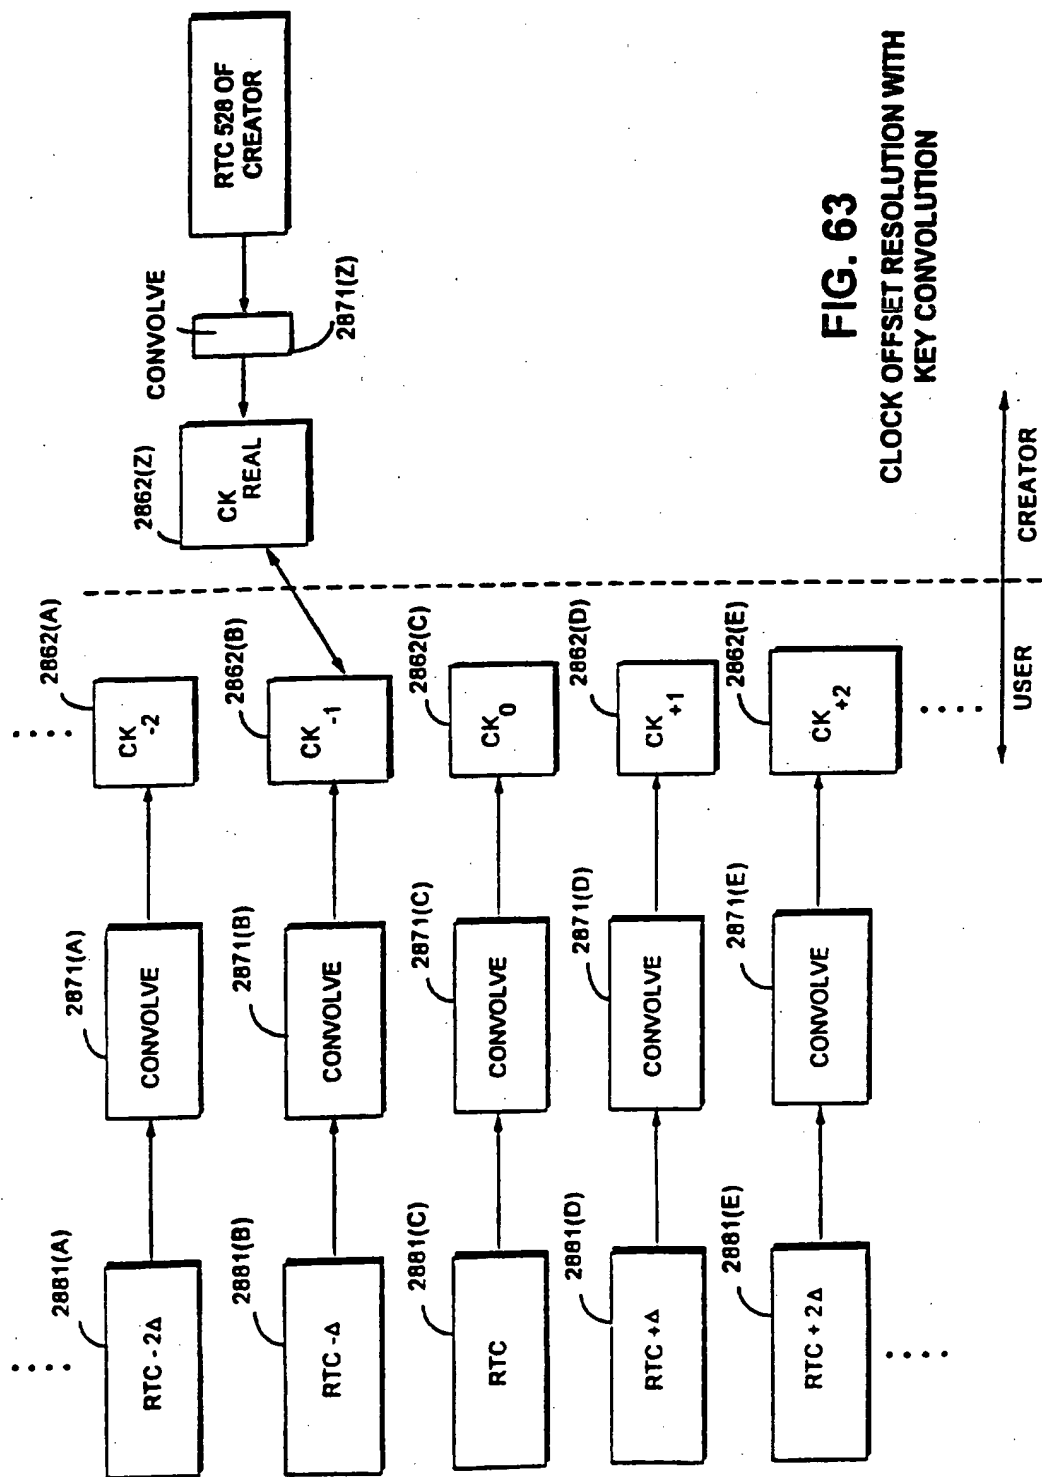 RTC 528 OF
CREATOR
CONVOLVE
2871(Z)
2862(Z)
CK REAL
FIG. 63
CLOCK OFFSET RESOLUTION WITH
KEY CONVOLUTION
USER
CREATOR
....
....
2881(A)
RTC - 2Δ
2871(A)
CONVOLVE
2862(A)
CK -2
2881(B)
RTC -Δ
2871(B)
CONVOLVE
2862(B)
CK -1
2881(C)
RTC
2871(C)
CONVOLVE
2862(C)
CK 0
2881(D)
RTC +Δ
2871(D)
CONVOLVE
2862(D)
CK +1
2881(E)
RTC + 2Δ
2871(E)
CONVOLVE
2862(E)
CK +2
....
....